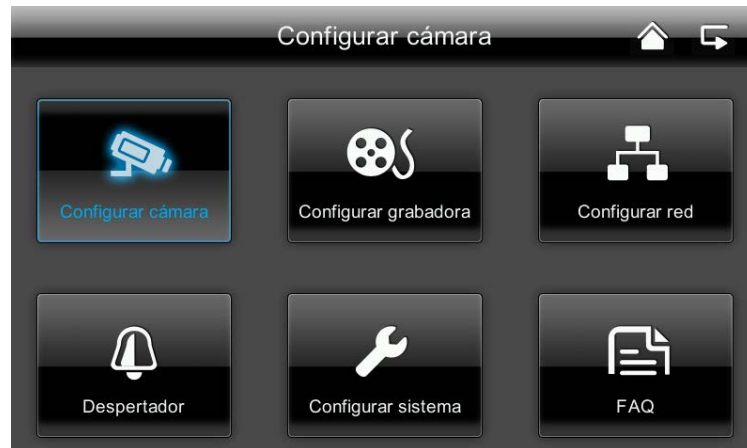 Configurar cámara
Configurar cámara
Configurar grabadora
Configurar red
Despertador
Configurar sistema
FAQ